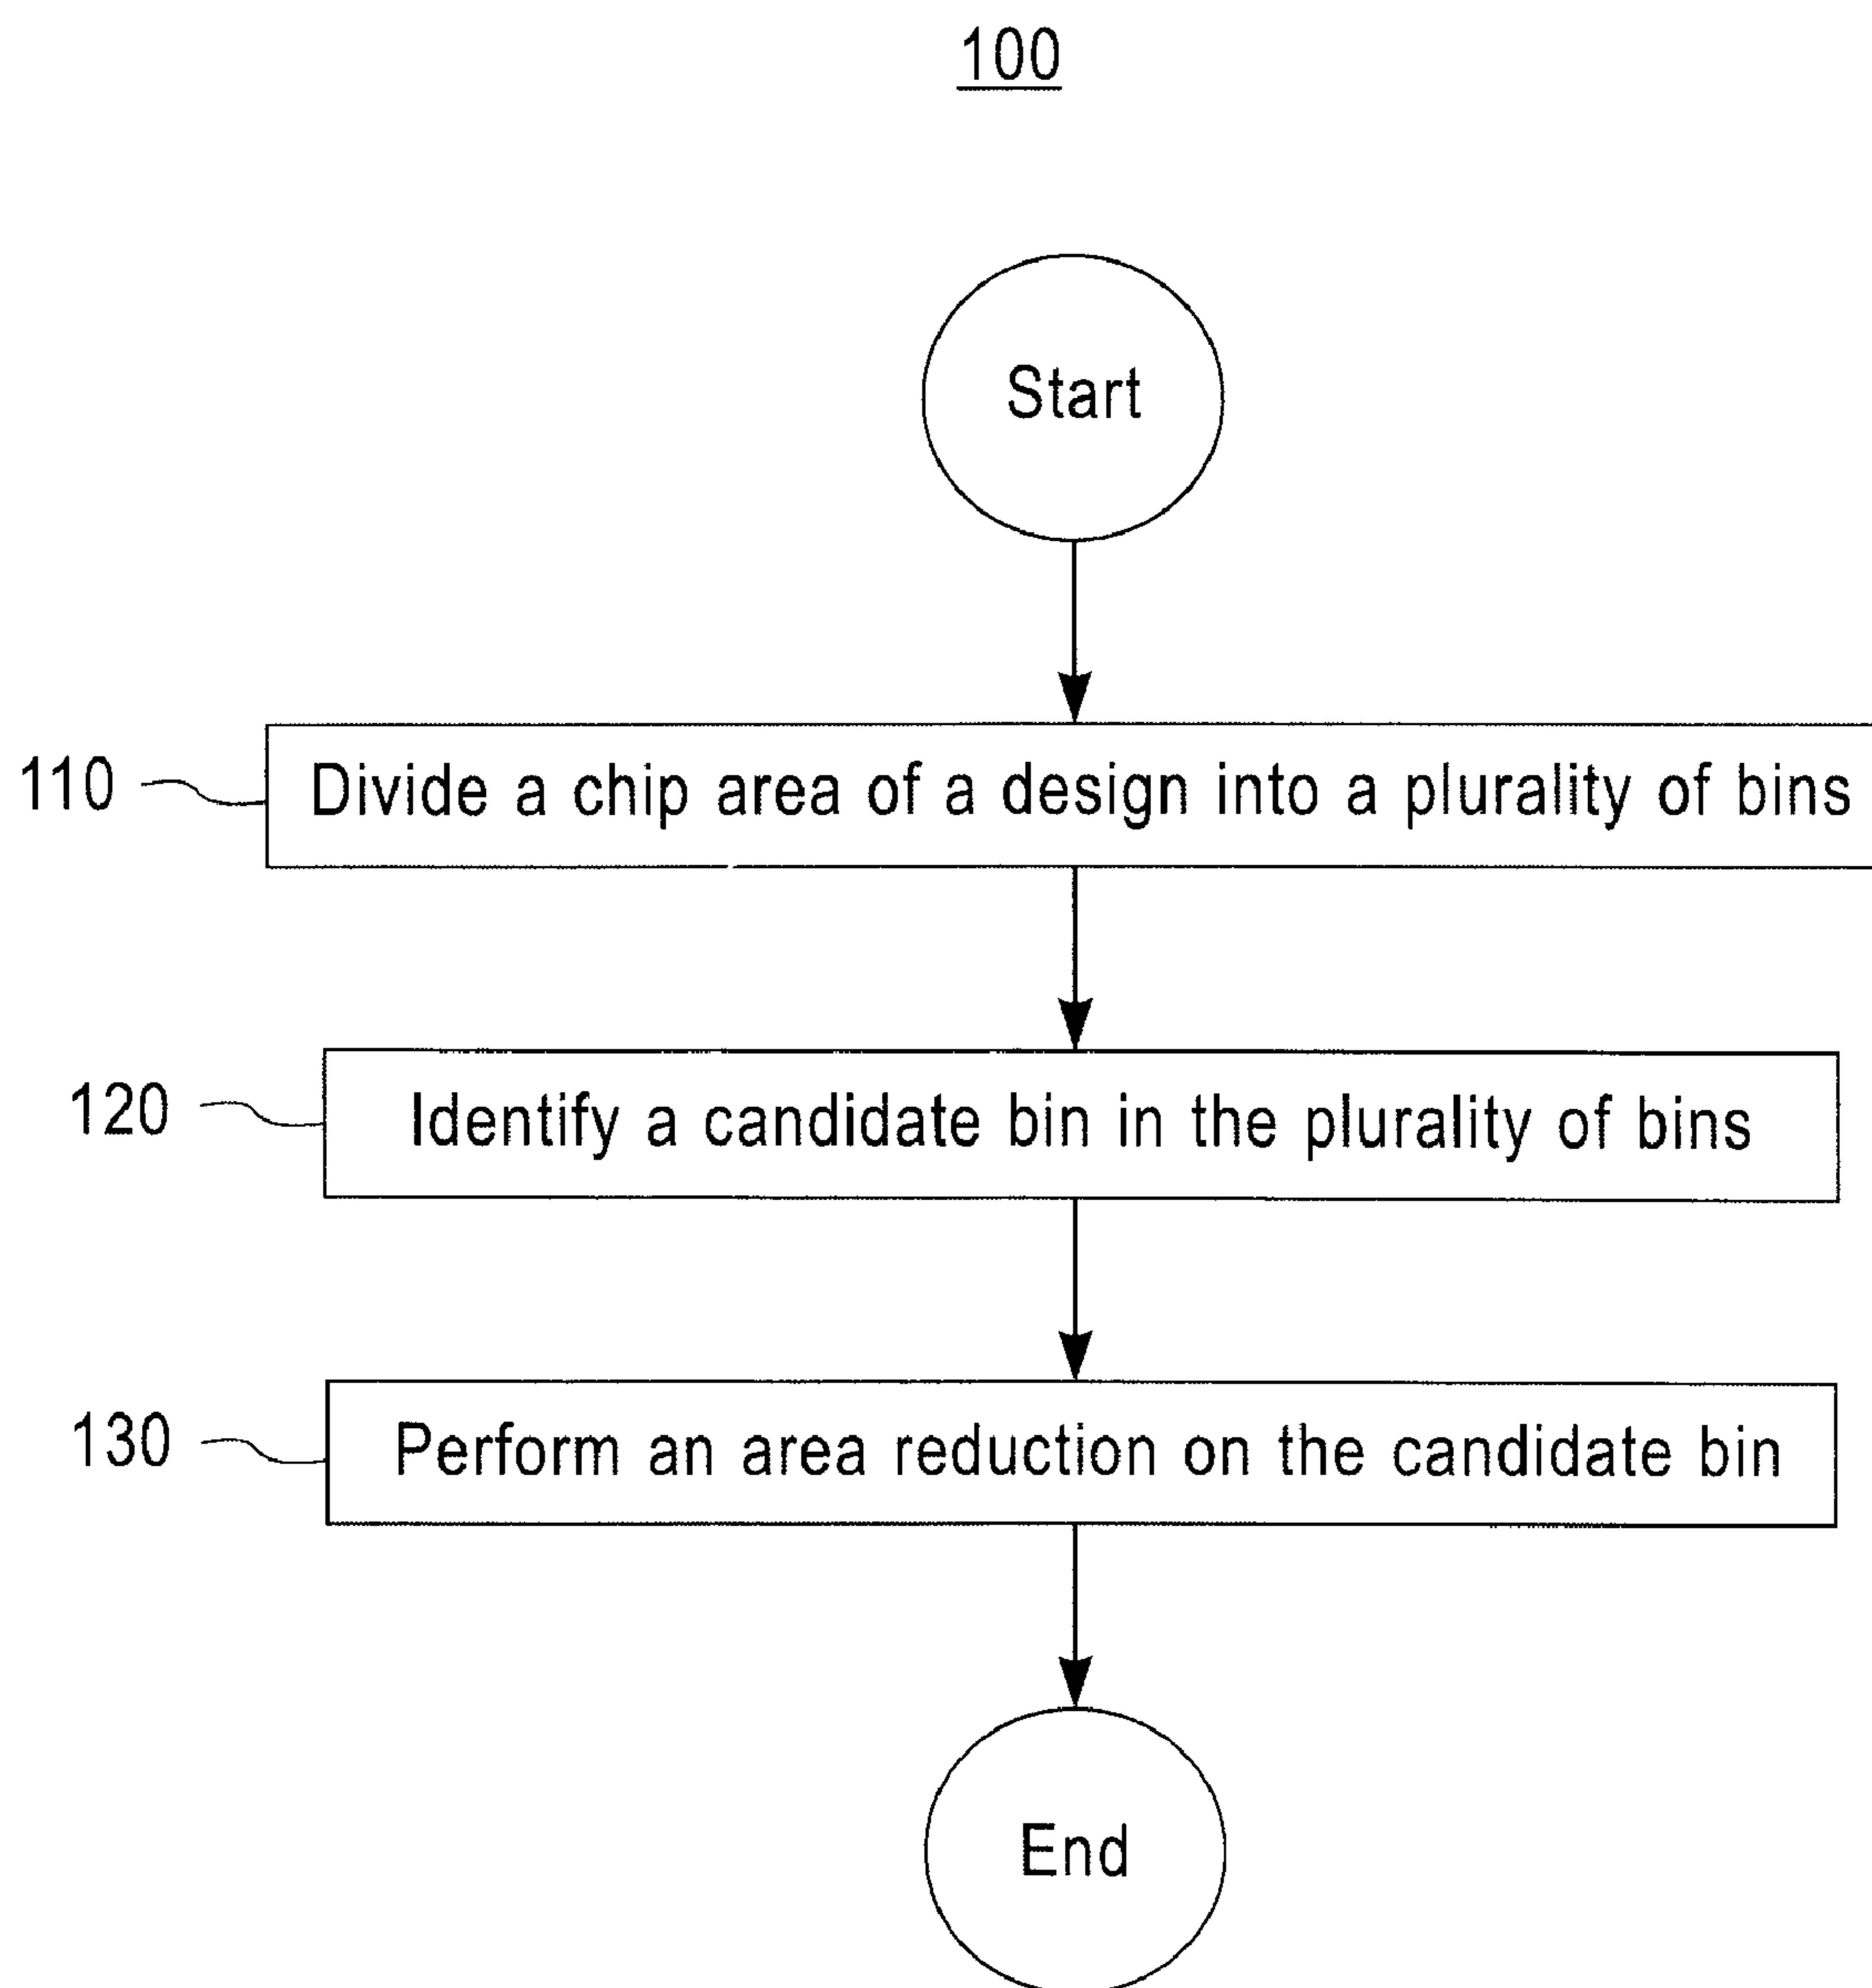 100
Start
110 Divide a chip area of a design into a plurality of bins
120 Identify a candidate bin in the plurality of bins
130 Perform an area reduction on the candidate bin
End